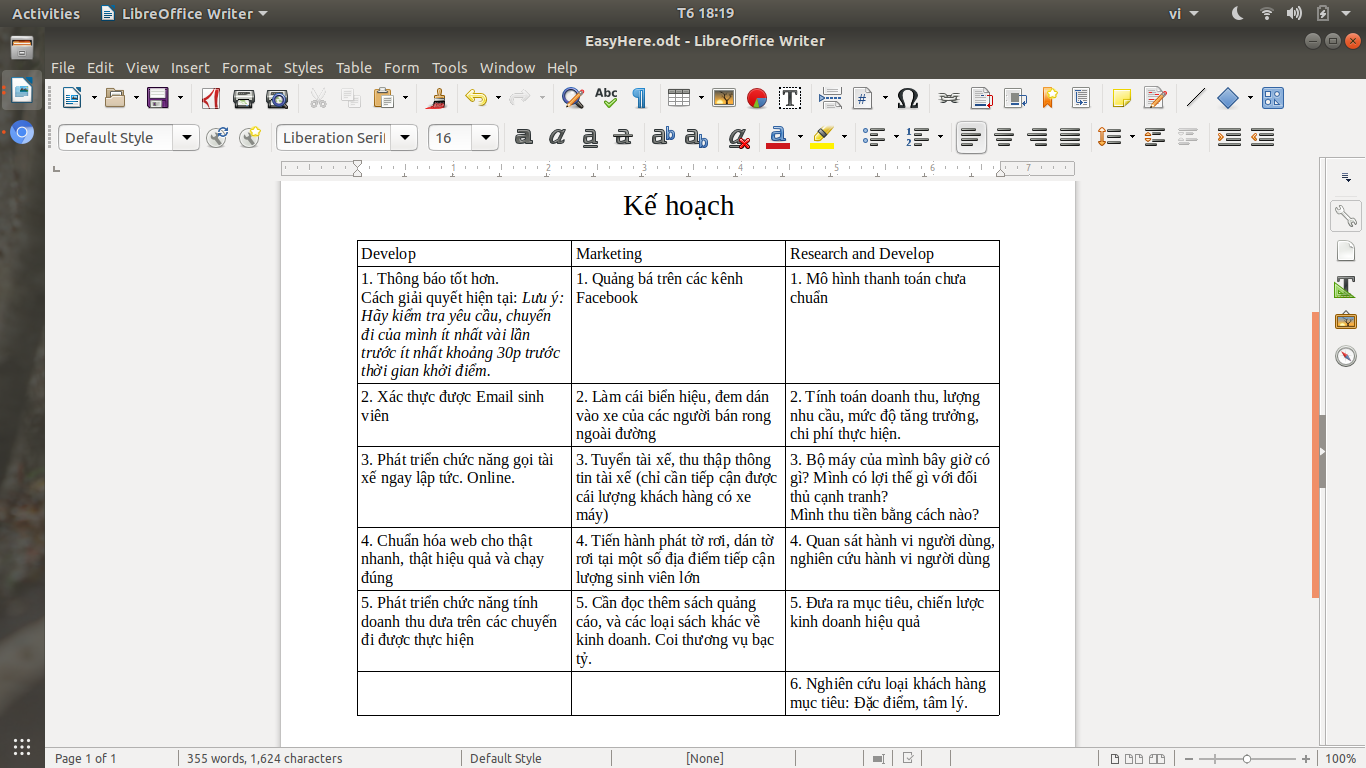 Activities LibreOffice Writer T6 18:19 vi
EasyHere.odt - LibreOffice Writer
File Edit View Insert Format Styles Table Form Tools Window Help
Default Style Liberation Seri 16
1 2 3 4 5 6 7
Kế hoạch
Develop Marketing Research and Develop
1. Thông báo tốt hơn.
Cách giải quyết hiện tại: Lưu ý:
Hãy kiểm tra yêu cầu, chuyến
đi của mình ít nhất vài lần
trước ít nhất khoảng 30p trước
thời gian khởi điểm.
1. Quảng bá trên các kênh
Facebook
1. Mô hình thanh toán chưa
chuẩn
2. Xác thực được Email sinh
viên
2. Làm cái biển hiệu, đem dán
vào xe của các người bán rong
ngoài đường
2. Tính toán doanh thu, lượng
nhu cầu, mức độ tăng trưởng,
chi phí thực hiện.
3. Phát triển chức năng gọi tài
xế ngay lập tức. Online.
3. Tuyển tài xế, thu thập thông
tin tài xế (chỉ cần tiếp cận được
cái lượng khách hàng có xe
máy)
3. Bộ máy của mình bây giờ có
gì? Mình có lợi thế gì với đối
thủ cạnh tranh?
Mình thu tiền bằng cách nào?
4. Chuẩn hóa web cho thật
nhanh, thật hiệu quả và chạy
đúng
4. Tiến hành phát tờ rơi, dán tờ
rơi tại một số địa điểm tiếp cận
lượng sinh viên lớn
4. Quan sát hành vi người dùng,
nghiên cứu hành vi người dùng
5. Phát triển chức năng tính
doanh thu dưa trên các chuyến
đi được thực hiện
5. Cần đọc thêm sách quảng
cáo, và các loại sách khác về
kinh doanh. Coi thương vụ bạc
tỷ.
5. Đưa ra mục tiêu, chiến lược
kinh doanh hiệu quả
6. Nghiên cứu loại khách hàng
mục tiêu: Đặc điểm, tâm lý.
Page 1 of 1 355 words, 1,624 characters Default Style [None] 100%